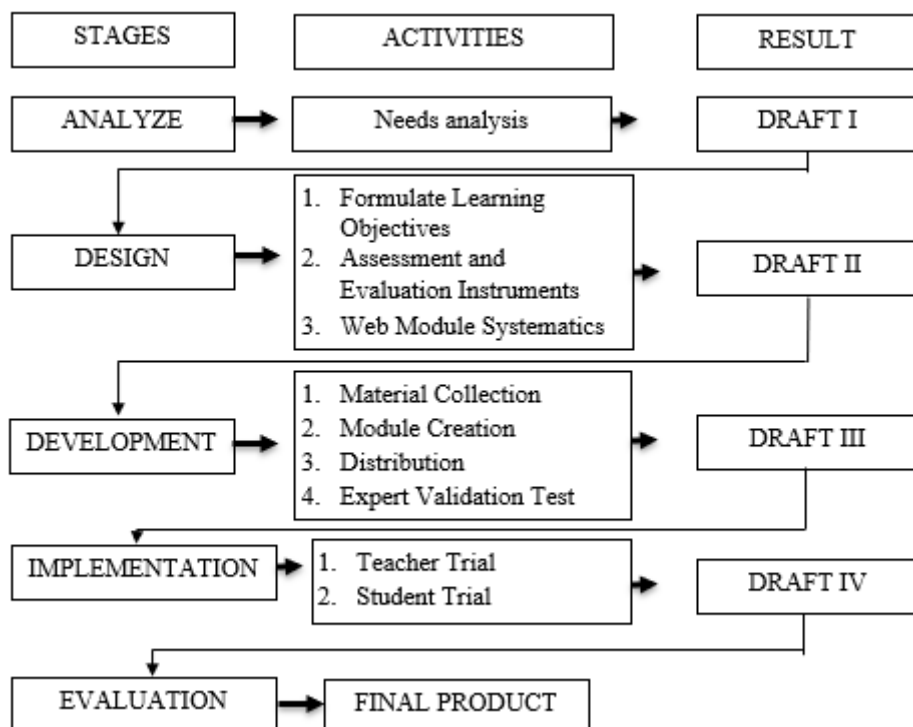 STAGES
ACTIVITIES
RESULT
ANALYZE
Needs analysis
DRAFT I
DESIGN
1. Formulate Learning
Objectives
2. Assessment and
Evaluation Instruments
3. Web Module Systematics
DRAFT II
DEVELOPMENT
1. Material Collection
2. Module Creation
3. Distribution
4. Expert Validation Test
DRAFT III
IMPLEMENTATION
1. Teacher Trial
2. Student Trial
DRAFT IV
EVALUATION
FINAL PRODUCT